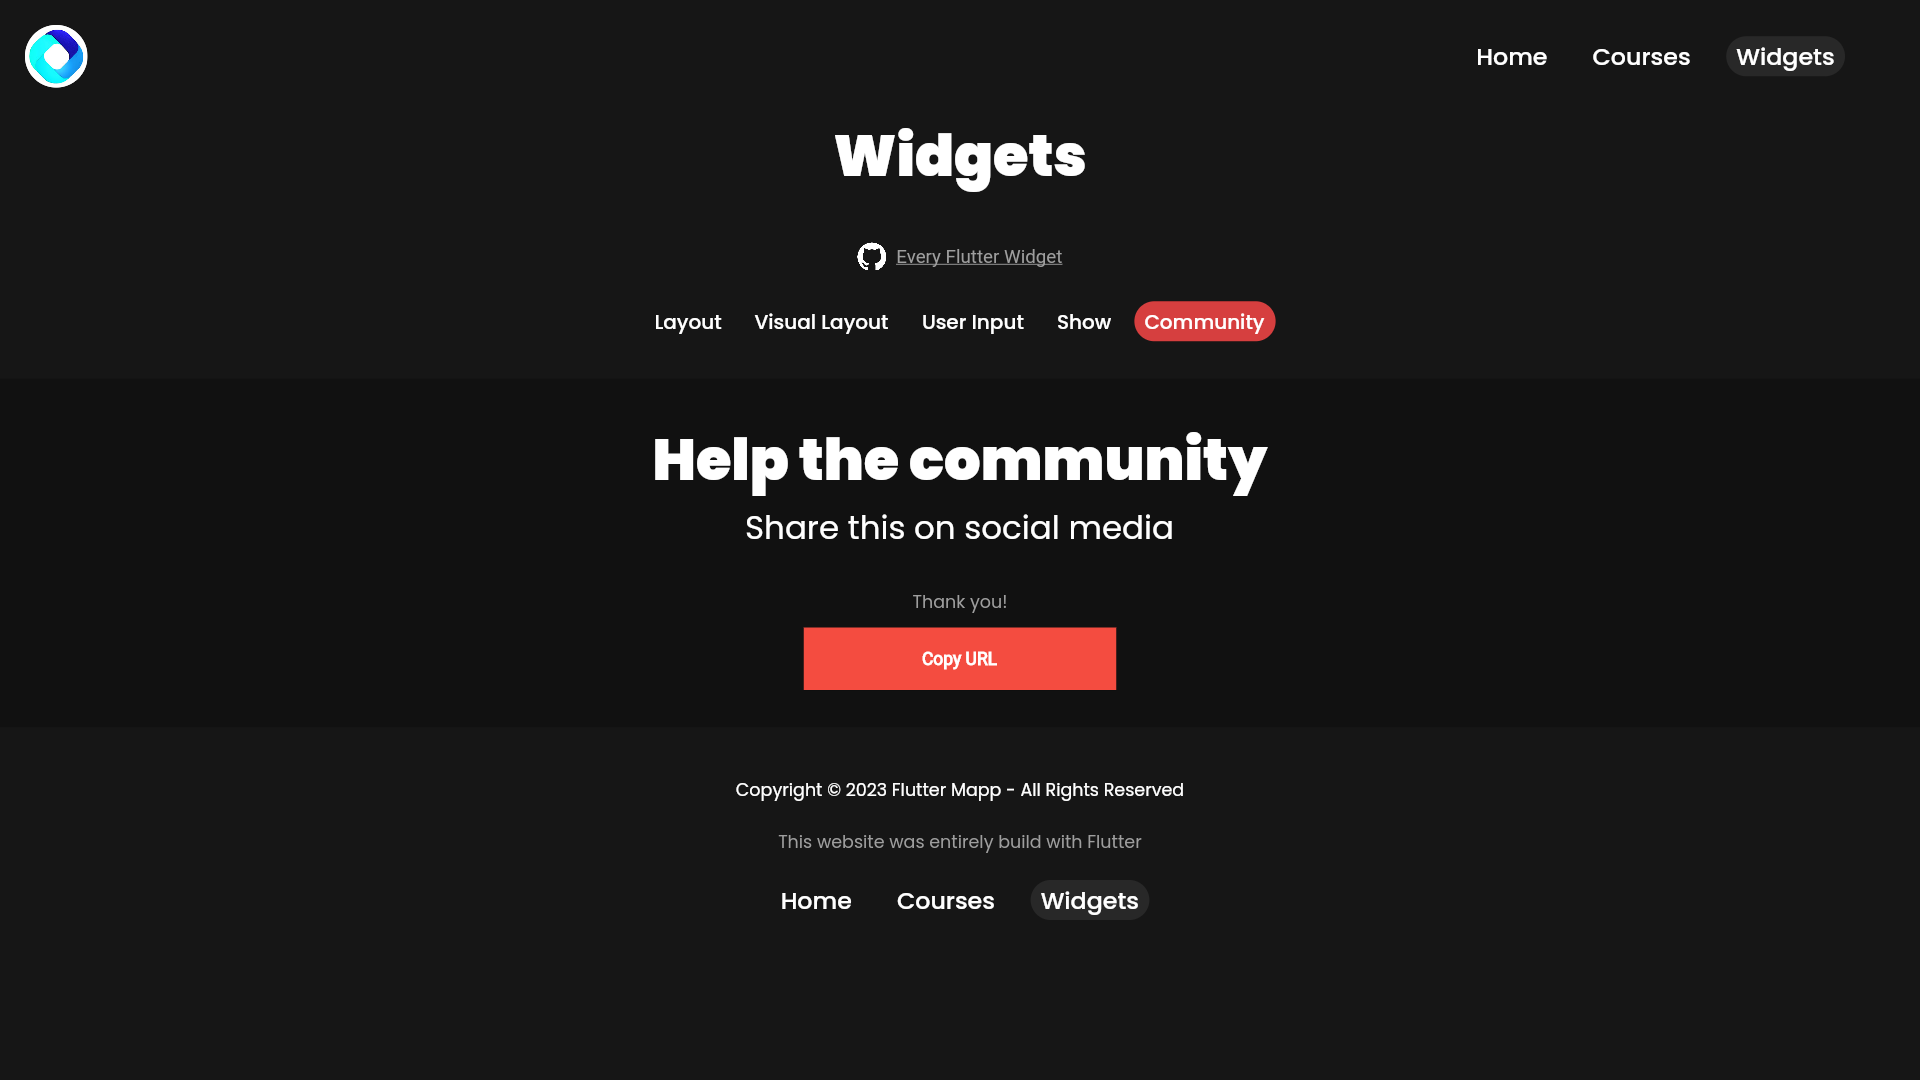 Home Courses Widgets
Widgets
Every Flutter Widget
Layout Visual Layout User Input Show Community
Help the community
Share this on social media
Thank you!
Copy URL
Copyright © 2023 Flutter Mapp - All Rights Reserved
This website was entirely build with Flutter
Home Courses Widgets